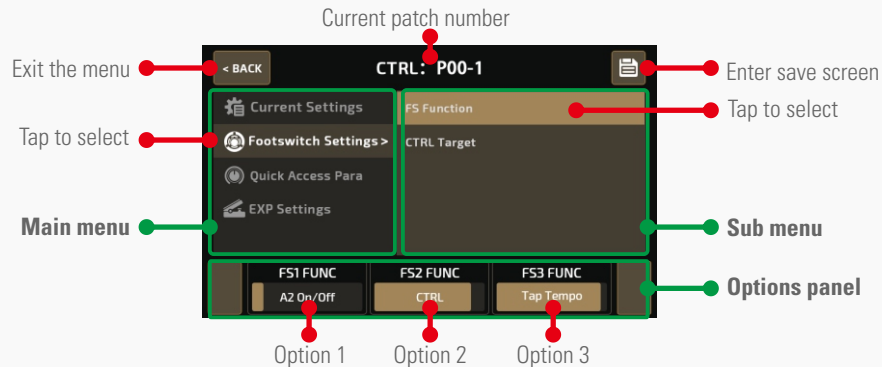 Current patch number
Exit the menu
< BACK
CTRL: P00-1
Enter save screen
Tap to select
Current Settings
FS Function
Tap to select
Footswitch Settings >
CTRL Target
Quick Access Para
EXP Settings
Main menu
Sub menu
FS1 FUNC
FS2 FUNC
FS3 FUNC
A2 On/Off
CTRL
Tap Tempo
Options panel
Option 1
Option 2
Option 3